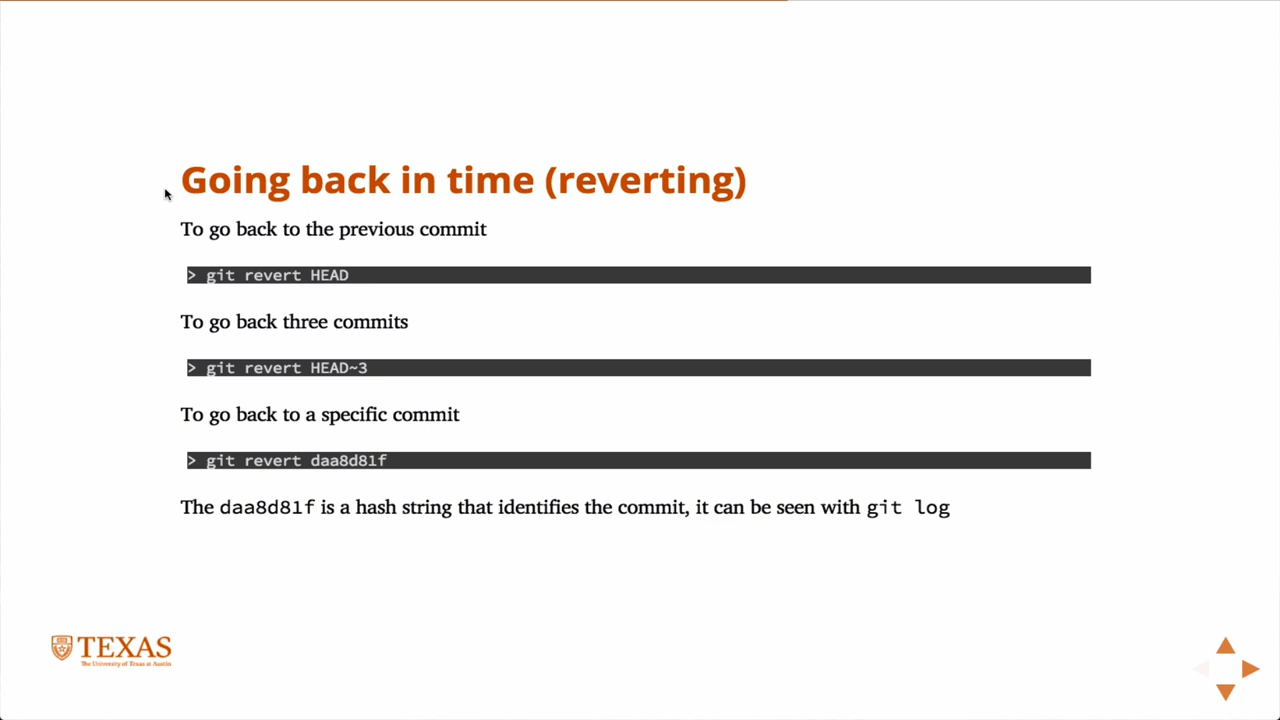 Going back in time (reverting)
To go back to the previous commit
> git revert HEAD
To go back three commits
> git revert HEAD~3
To go back to a specific commit
> git revert daa8d81f
The daa8d81f is a hash string that identifies the commit, it can be seen with git log
TEXAS
The University of Texas at Austin